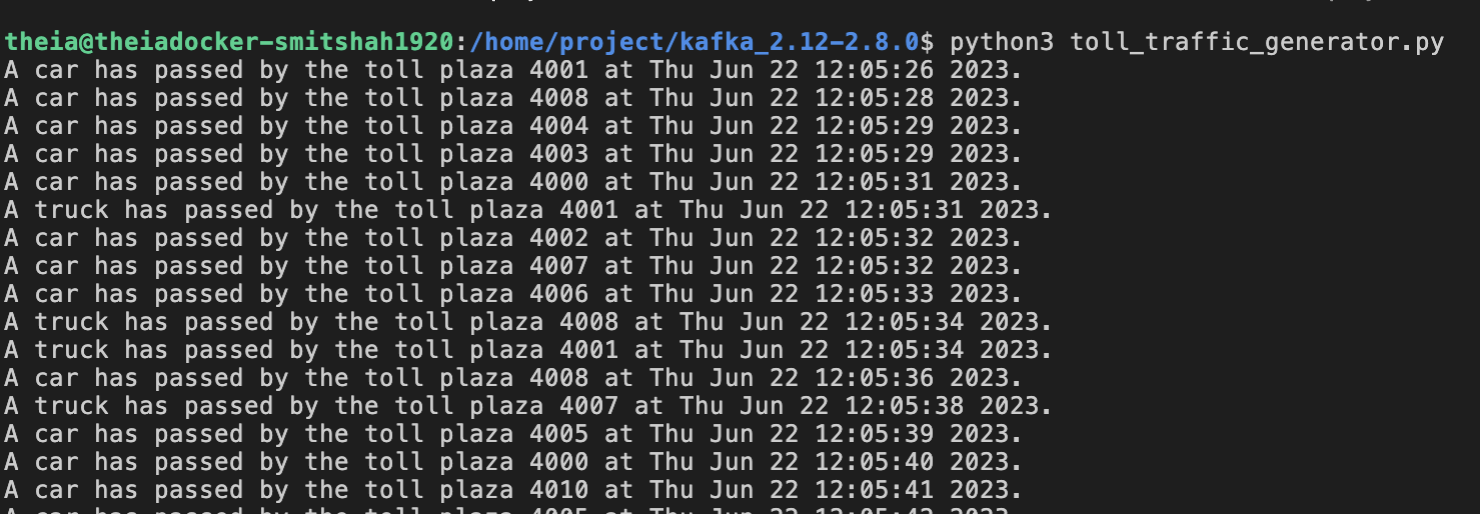 theia@theiadocker-smitshah1920:/home/project/kafka_2.12-2.8.0$ python3 toll_traffic_generator.py
A car has passed by the toll plaza 4001 at Thu Jun 22 12:05:26 2023.
A car has passed by the toll plaza 4008 at Thu Jun 22 12:05:28 2023.
A car has passed by the toll plaza 4004 at Thu Jun 22 12:05:29 2023.
A car has passed by the toll plaza 4003 at Thu Jun 22 12:05:29 2023.
A car has passed by the toll plaza 4000 at Thu Jun 22 12:05:31 2023.
A truck has passed by the toll plaza 4001 at Thu Jun 22 12:05:31 2023.
A car has passed by the toll plaza 4002 at Thu Jun 22 12:05:32 2023.
A car has passed by the toll plaza 4007 at Thu Jun 22 12:05:32 2023.
A car has passed by the toll plaza 4006 at Thu Jun 22 12:05:33 2023.
A truck has passed by the toll plaza 4008 at Thu Jun 22 12:05:34 2023.
A truck has passed by the toll plaza 4001 at Thu Jun 22 12:05:34 2023.
A car has passed by the toll plaza 4008 at Thu Jun 22 12:05:36 2023.
A truck has passed by the toll plaza 4007 at Thu Jun 22 12:05:38 2023.
A car has passed by the toll plaza 4005 at Thu Jun 22 12:05:39 2023.
A car has passed by the toll plaza 4000 at Thu Jun 22 12:05:40 2023.
A car has passed by the toll plaza 4010 at Thu Jun 22 12:05:41 2023.
A car has passed by the toll plaza 4005 at Thu Jun 22 2023.